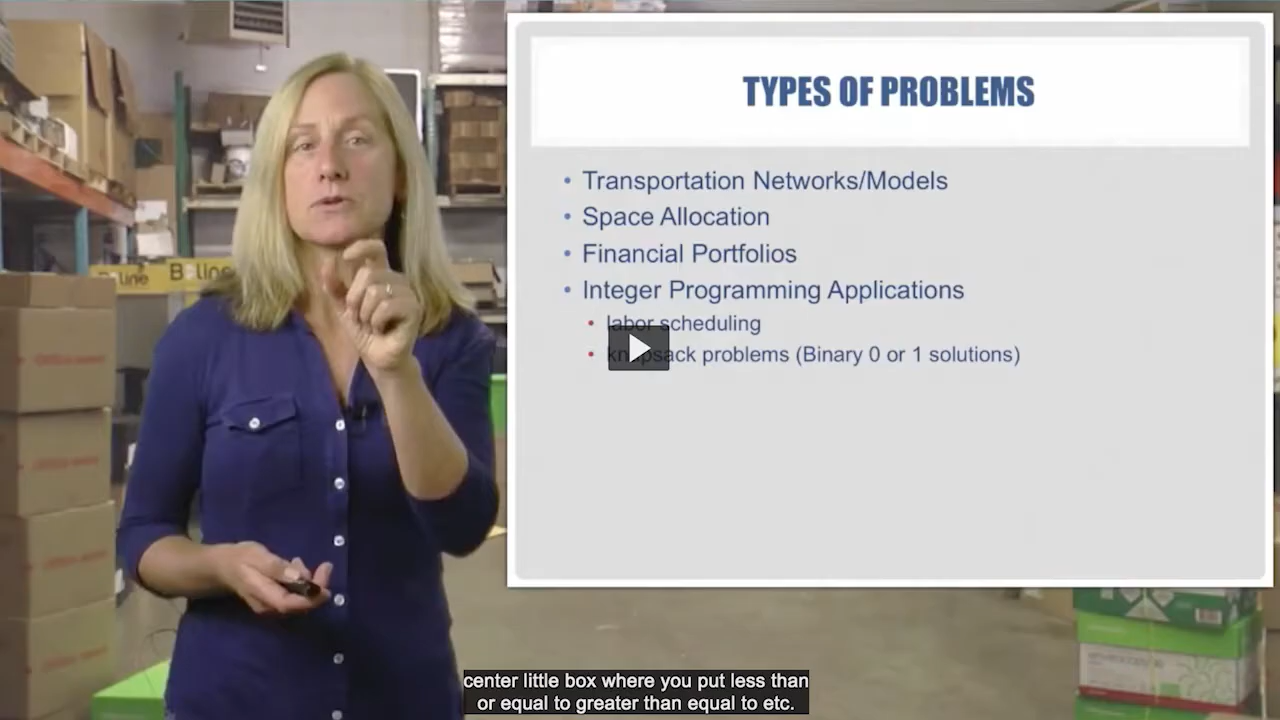 TYPES OF PROBLEMS
• Transportation Networks/Models
• Space Allocation
• Financial Portfolios
• Integer Programming Applications
• labor scheduling
• knapsack problems (Binary 0 or 1 solutions)
center little box where you put less than
or equal to greater than equal to etc.